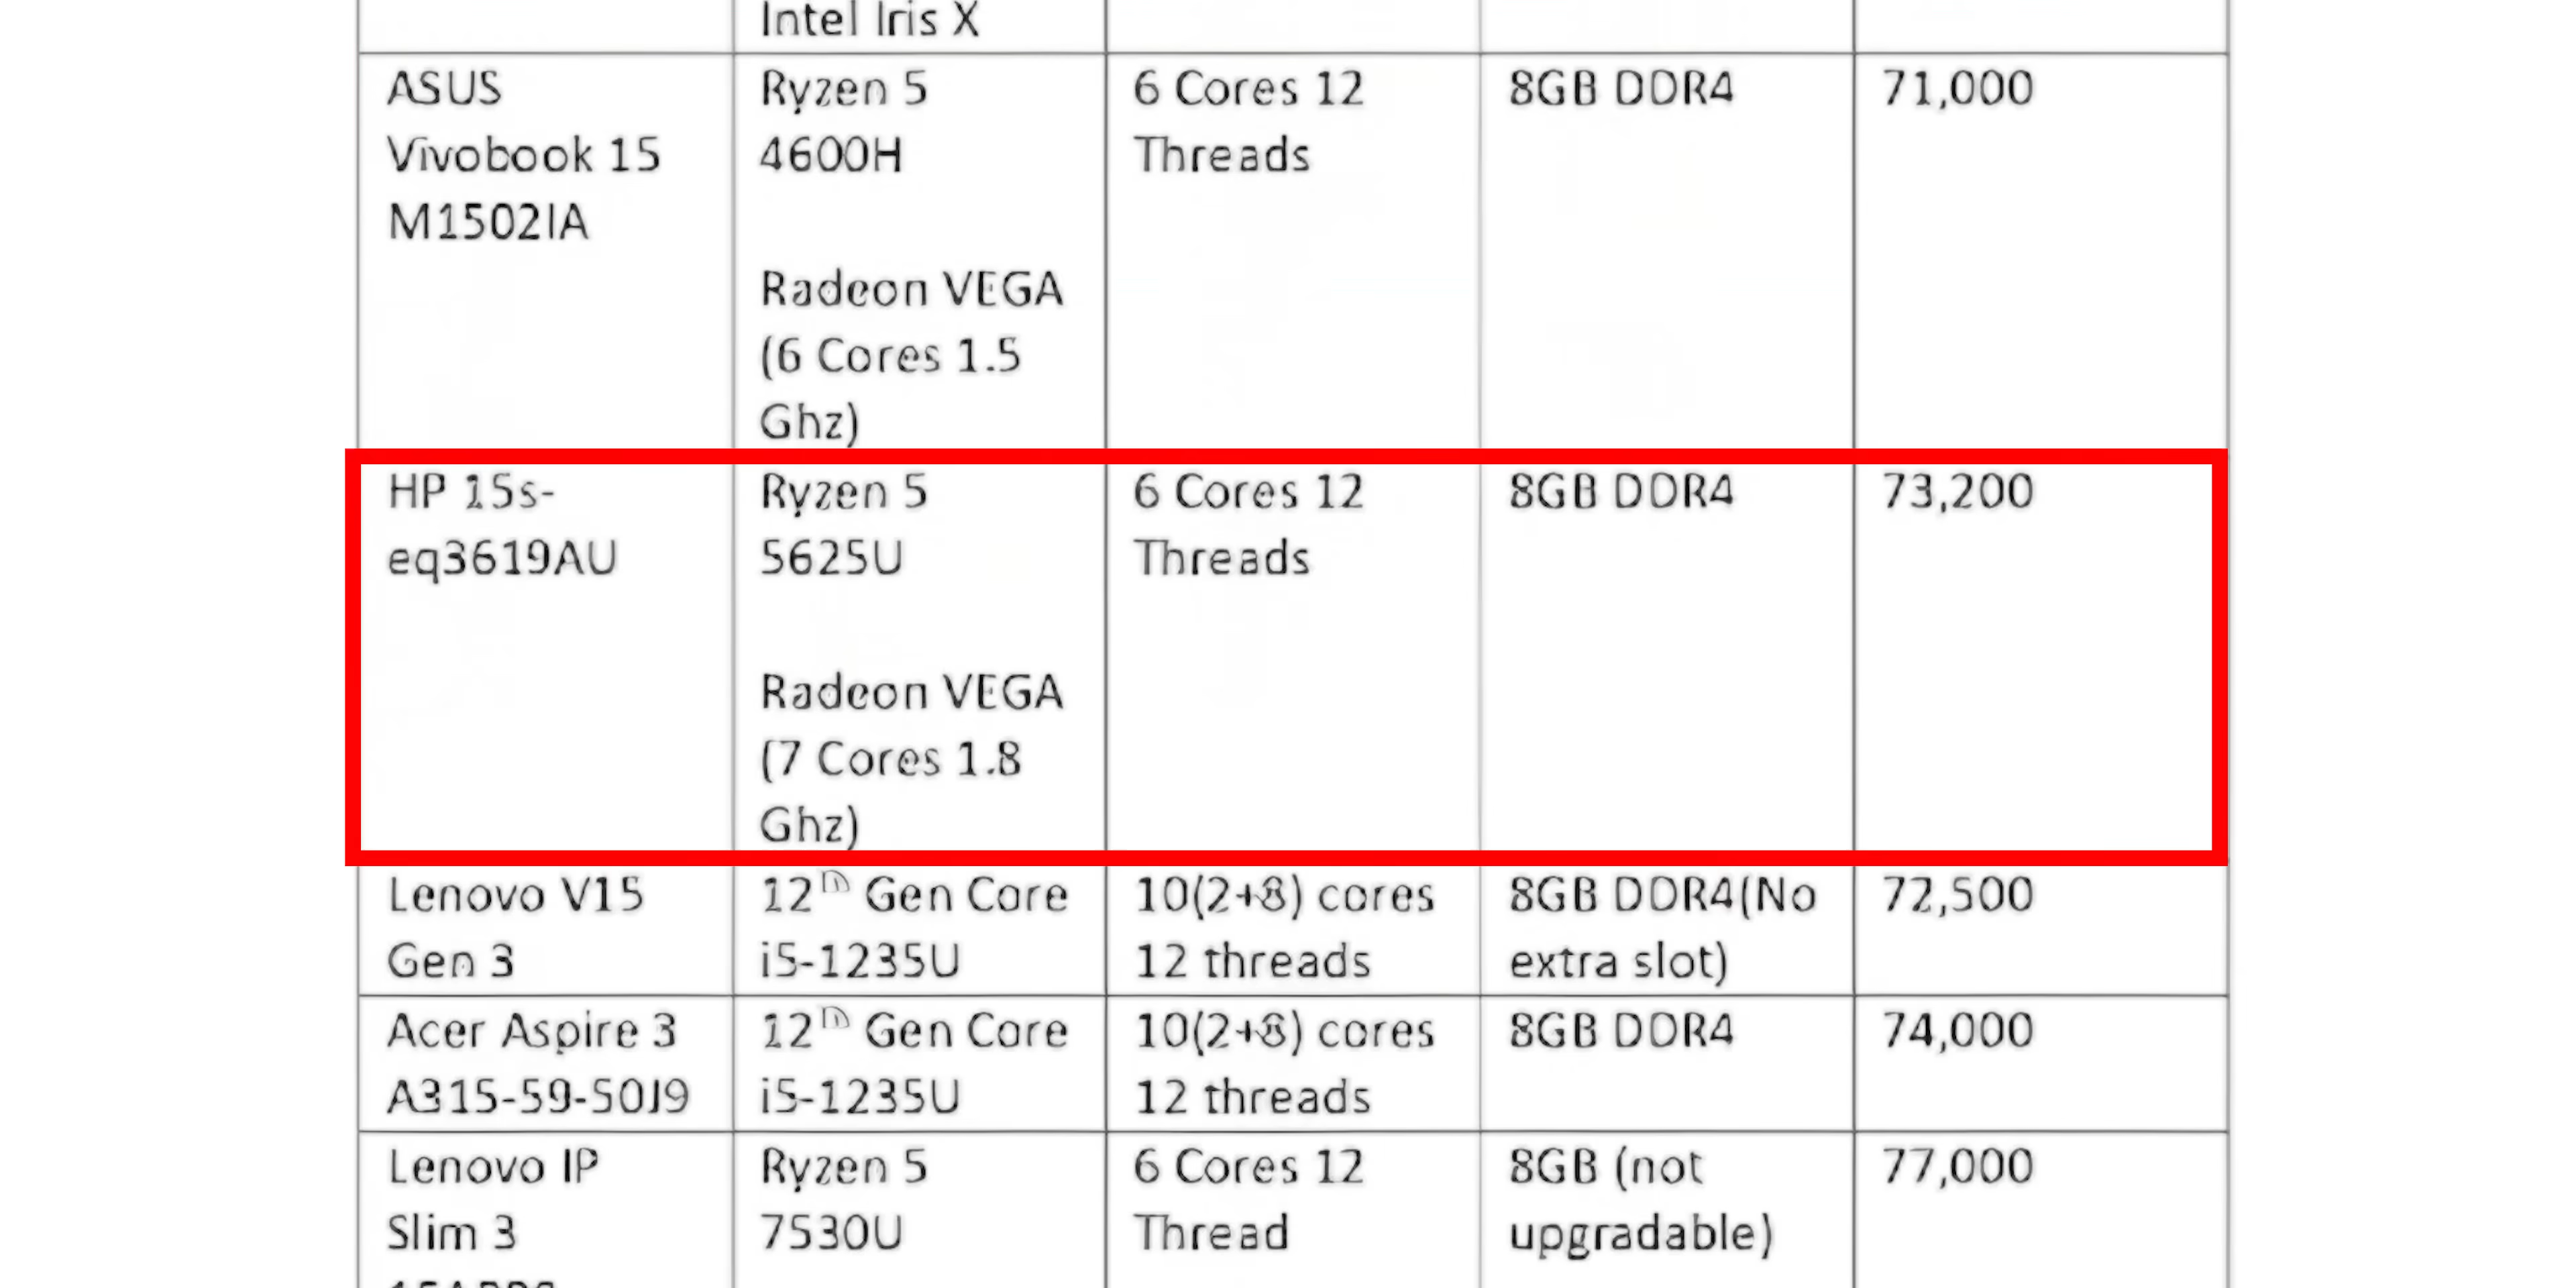 Intel Iris X
ASUS Vivobook 15 M1502IA
Ryzen 5 4600H
Radeon VEGA (6 Cores 1.5 Ghz)
6 Cores 12 Threads
8GB DDR4
71,000
HP 15s-eq3619AU
Ryzen 5 5625U
Radeon VEGA (7 Cores 1.8 Ghz)
6 Cores 12 Threads
8GB DDR4
73,200
Lenovo V15 Gen 3
12th Gen Core i5-1235U
10(2+8) cores 12 threads
8GB DDR4(No extra slot)
72,500
Acer Aspire 3 A315-59-50J9
12th Gen Core i5-1235U
10(2+8) cores 12 threads
8GB DDR4
74,000
Lenovo IP Slim 3
Ryzen 5 7530U
6 Cores 12 Thread
8GB (not upgradable)
77,000